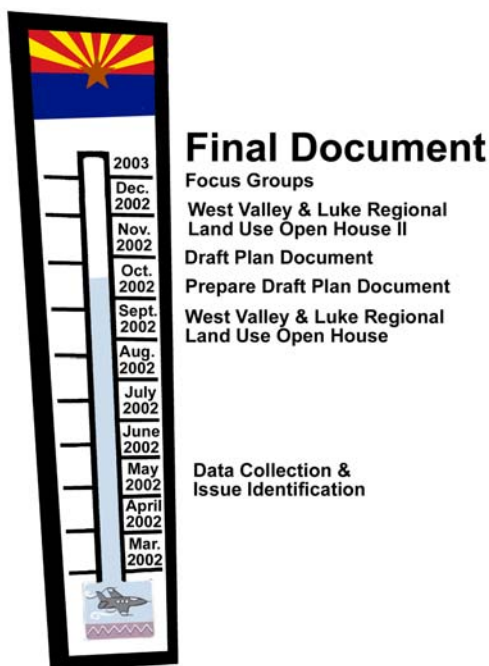 Final Document
2003
Focus Groups
Dec.
2002
West Valley & Luke Regional
Land Use Open House II
Nov.
2002
Draft Plan Document
Oct.
2002
Prepare Draft Plan Document
Sept.
2002
West Valley & Luke Regional
Land Use Open House
Aug.
2002
July
2002
June
2002
May
2002
Data Collection &
Issue Identification
April
2002
Mar.
2002